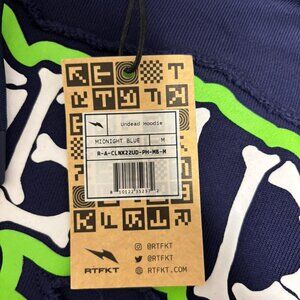 Undead Hoodie
MIDNIGHT BLUE M
R-A-CLNX22UD-PH-MB-M
RTFKT
@RTFKT
@RTFKT
RTFKT.COM